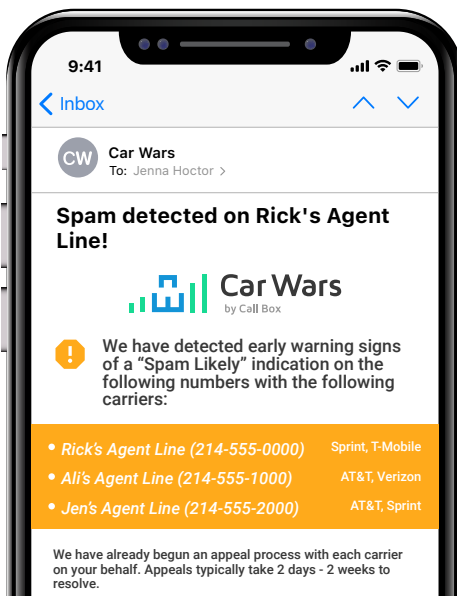 9:41
Inbox
CW
Car Wars
To: Jenna Hoctor >
Spam detected on Rick's Agent
Line!
Car Wars
by Call Box
We have detected early warning signs
of a “Spam Likely” indication on the
following numbers with the following
carriers:
• Rick's Agent Line (214-555-0000) Sprint, T-Mobile
• Ali's Agent Line (214-555-1000) AT&T, Verizon
• Jen's Agent Line (214-555-2000) AT&T, Sprint
We have already begun an appeal process with each carrier
on your behalf. Appeals typically take 2 days - 2 weeks to
resolve.